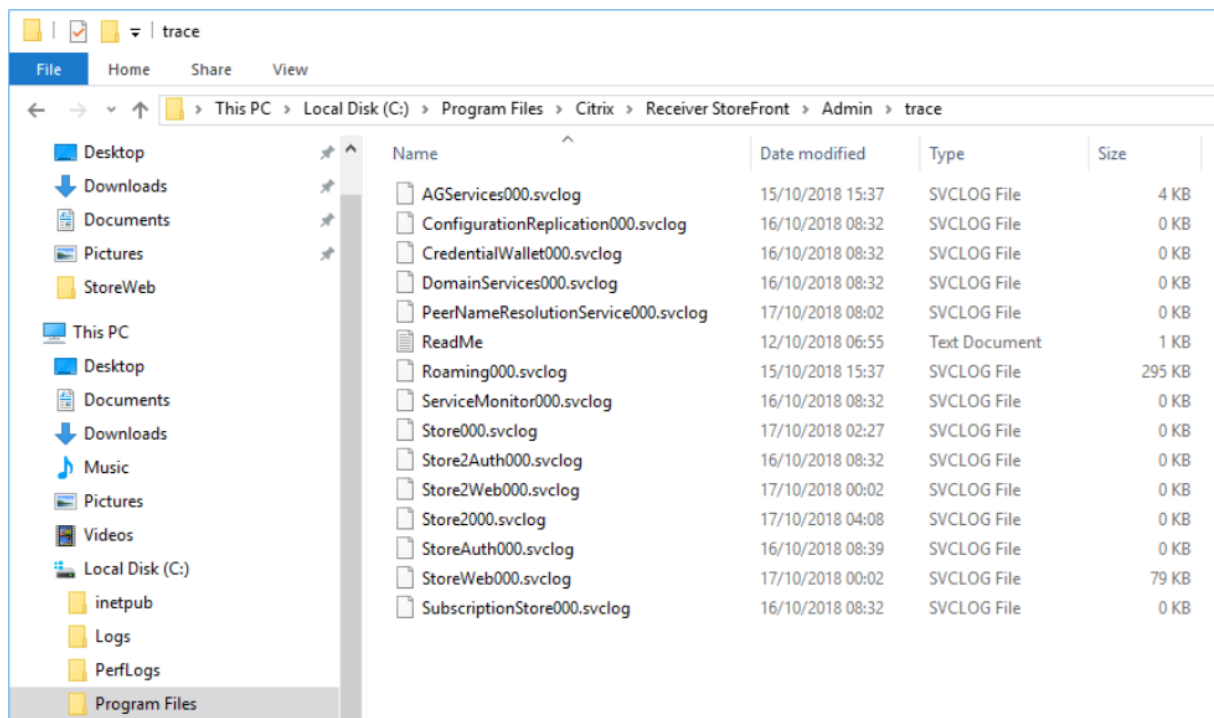 trace
File Home Share View
This PC > Local Disk (C:) > Program Files > Citrix > Receiver StoreFront > Admin > trace
Desktop
Downloads
Documents
Pictures
StoreWeb
This PC
Desktop
Documents
Downloads
Music
Pictures
Videos
Local Disk (C:)
inetpub
Logs
PerfLogs
Program Files
Name Date modified Type Size
AGServices000.svclog 15/10/2018 15:37 SVCLOG File 4 KB
ConfigurationReplication000.svclog 16/10/2018 08:32 SVCLOG File 0 KB
CredentialWallet000.svclog 16/10/2018 08:32 SVCLOG File 0 KB
DomainServices000.svclog 16/10/2018 08:32 SVCLOG File 0 KB
PeerNameResolutionService000.svclog 17/10/2018 08:02 SVCLOG File 0 KB
ReadMe 12/10/2018 06:55 Text Document 1 KB
Roaming000.svclog 15/10/2018 15:37 SVCLOG File 295 KB
ServiceMonitor000.svclog 16/10/2018 08:32 SVCLOG File 0 KB
Store000.svclog 17/10/2018 02:27 SVCLOG File 0 KB
Store2Auth000.svclog 16/10/2018 08:32 SVCLOG File 0 KB
Store2Web000.svclog 17/10/2018 00:02 SVCLOG File 0 KB
Store2000.svclog 17/10/2018 04:08 SVCLOG File 0 KB
StoreAuth000.svclog 16/10/2018 08:39 SVCLOG File 0 KB
StoreWeb000.svclog 17/10/2018 00:02 SVCLOG File 79 KB
SubscriptionStore000.svclog 16/10/2018 08:32 SVCLOG File 0 KB